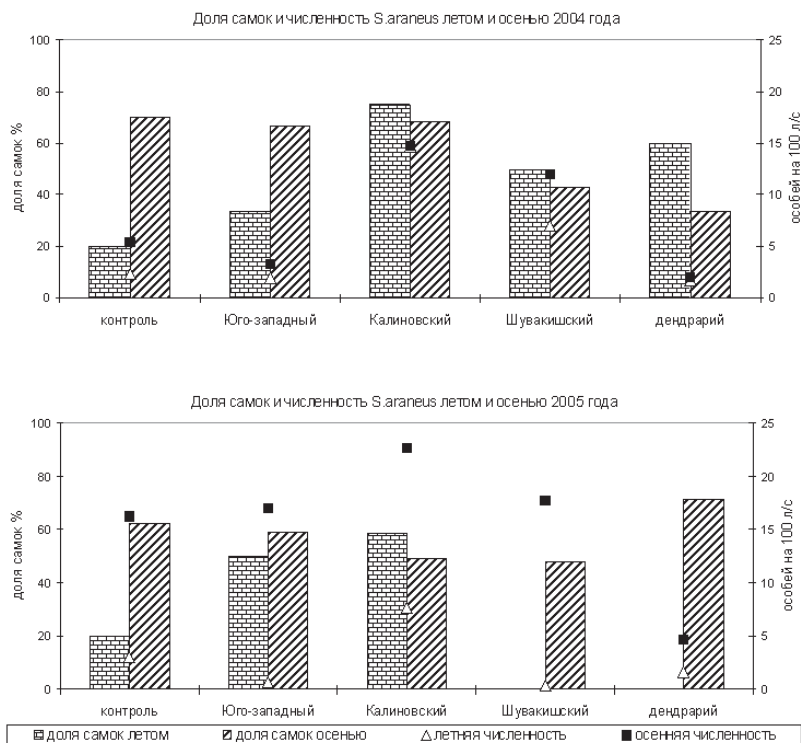 Доля самок и численность S.araneus летом и осенью 2004 года
доля самок %
100
80
60
40
20
0
25
20
15
10
5
0
особей на 100 л/с
контроль Юго-западный Калиновский Шувакишский дендрарий
Доля самок и численность S.araneus летом и осенью 2005 года
доля самок %
100
80
60
40
20
0
25
20
15
10
5
0
особей на 100 л/с
контроль Юго-западный Калиновский Шувакишский дендрарий
доля самок летом доля самок осенью летняя численность осенняя численность